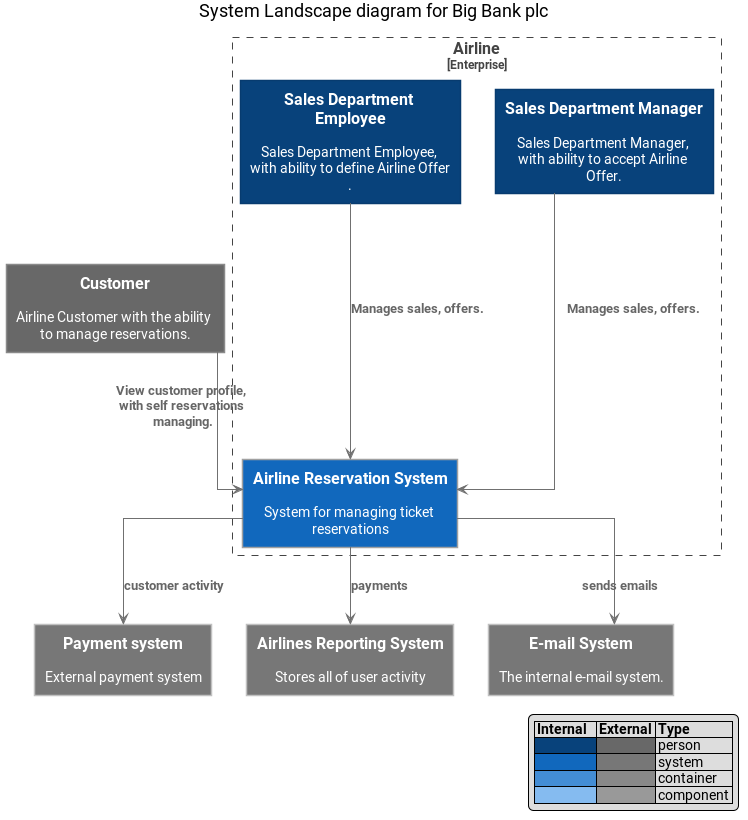 System Landscape diagram for Big Bank plc
Airline
[Enterprise]
Sales Department
Employee
Sales Department Employee,
with ability to define Airline Offer
.
Sales Department Manager
Sales Department Manager,
with ability to accept Airline
Offer.
Customer
Airline Customer with the ability
to manage reservations.
Manages sales, offers.
Manages sales, offers.
View customer profile,
with self reservations
managing.
Airline Reservation System
System for managing ticket
reservations
customer activity
payments
sends emails
Payment system
External payment system
Airlines Reporting System
Stores all of user activity
E-mail System
The internal e-mail system.
Internal External Type
person
system
container
component